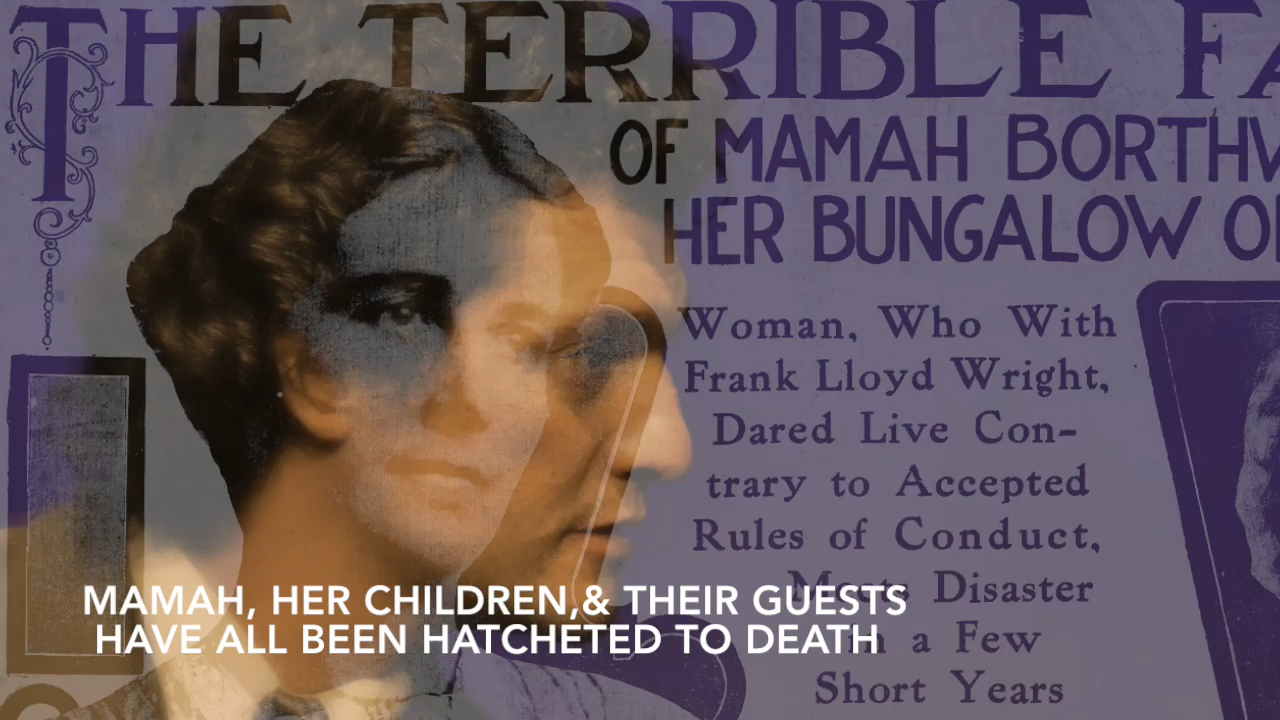 THE TERRIBLE FA
OF MAMAH BORTHW
HER BUNGALOW O
Woman, Who With
Frank Lloyd Wright,
Dared Live Con-
trary to Accepted
Rules of Conduct,
Meets Disaster
in a Few
Short Years
MAMAH, HER CHILDREN,& THEIR GUESTS
HAVE ALL BEEN HATCHETED TO DEATH